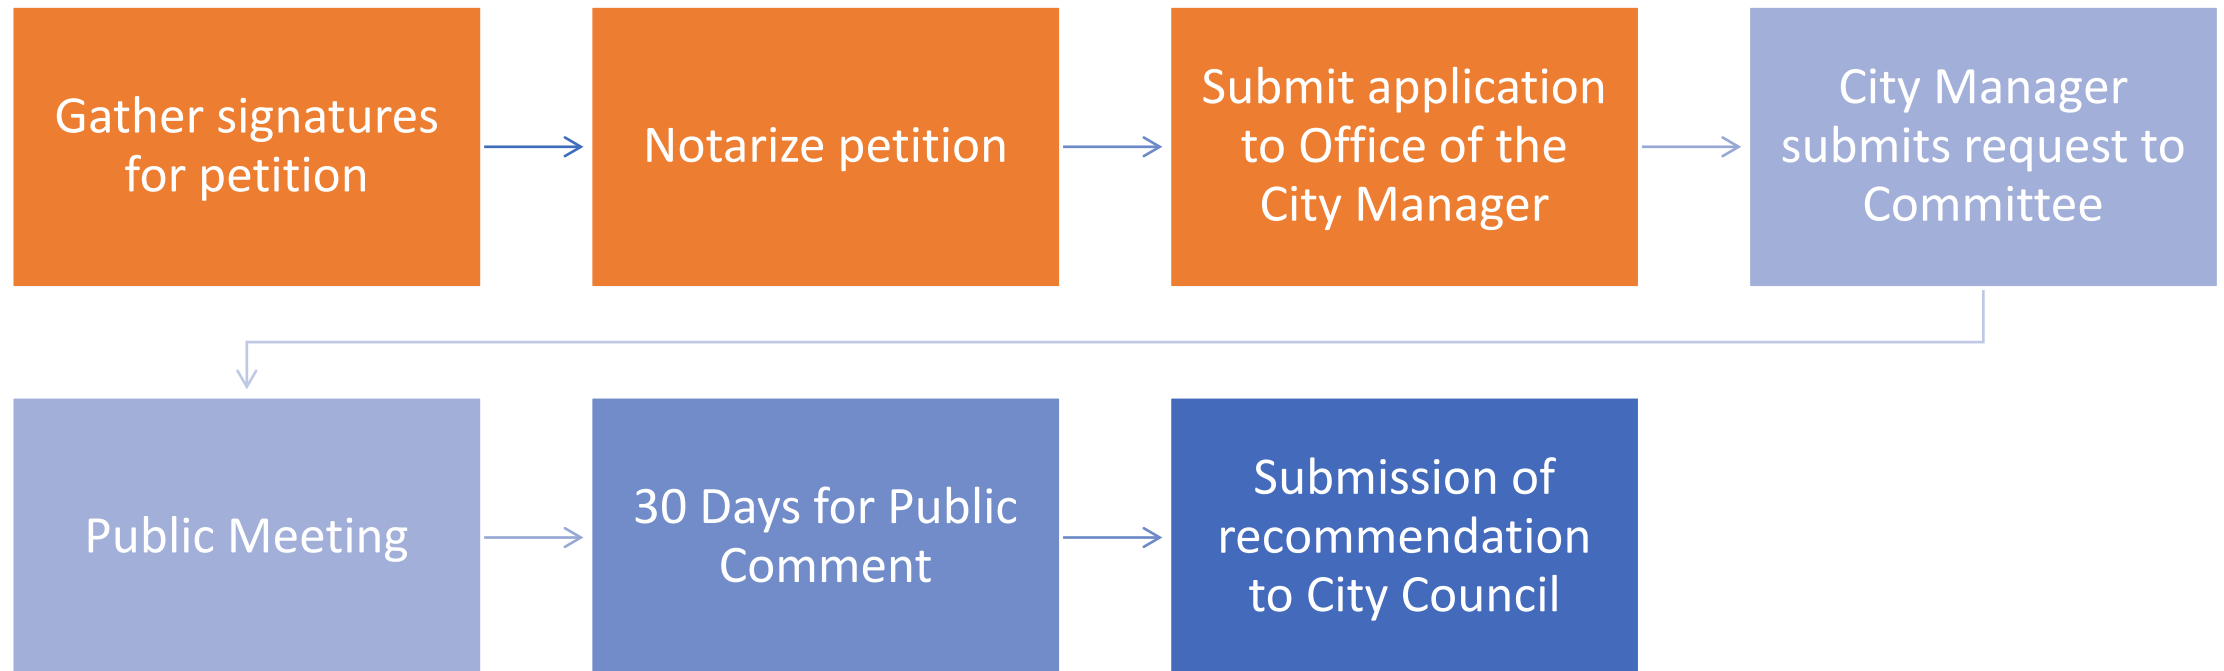 Gather signatures
for petition
Notarize petition
Submit application
to Office of the
City Manager
City Manager
submits request to
Committee
Public Meeting
30 Days for Public
Comment
Submission of
recommendation
to City Council